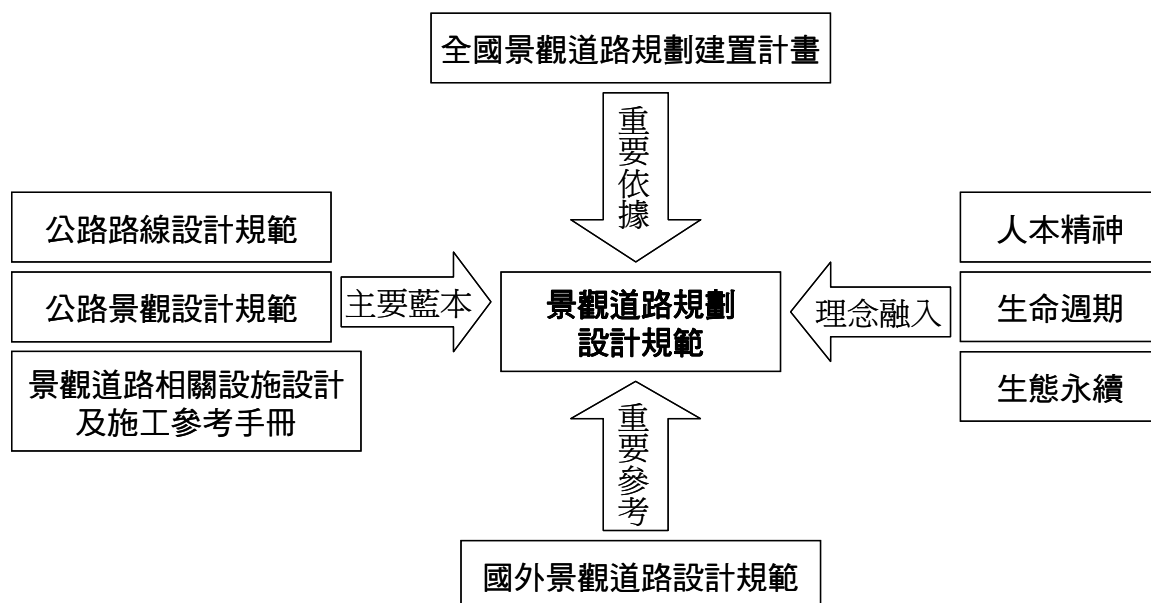 全國景觀道路規劃建置計畫
重要依據
公路路線設計規範
公路景觀設計規範
景觀道路相關設施設計
及施工參考手冊
主要藍本
景觀道路規劃
設計規範
理念融入
人本精神
生命週期
生態永續
重要參考
國外景觀道路設計規範